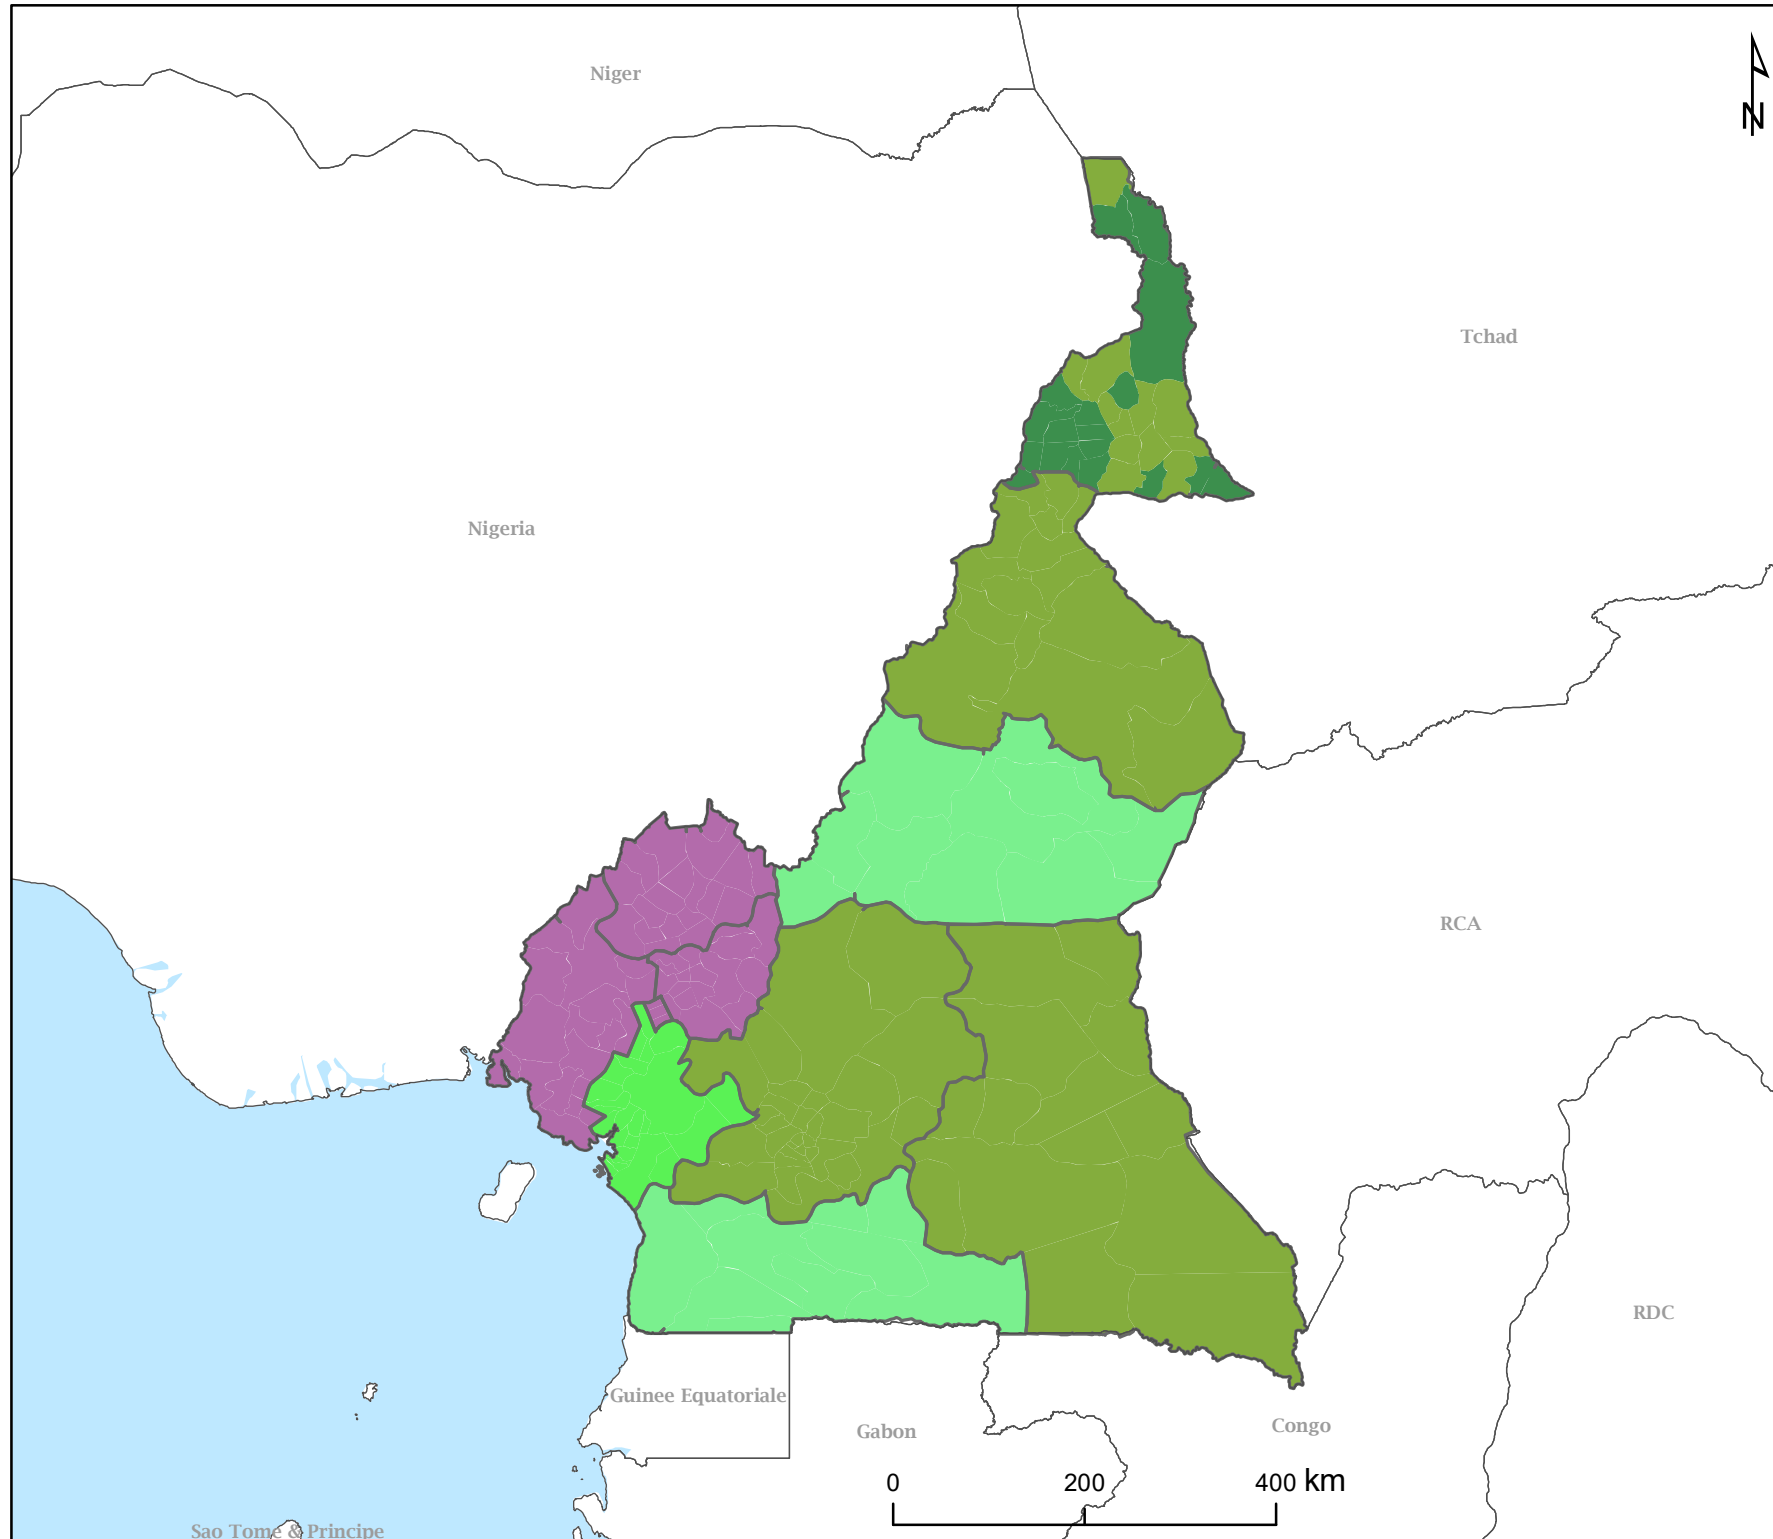 Niger
N
Tchad
Nigeria
RCA
RDC
Guinee Equatoriale
Gabon
Congo
0 200 400 km
Sao Tome & Principe